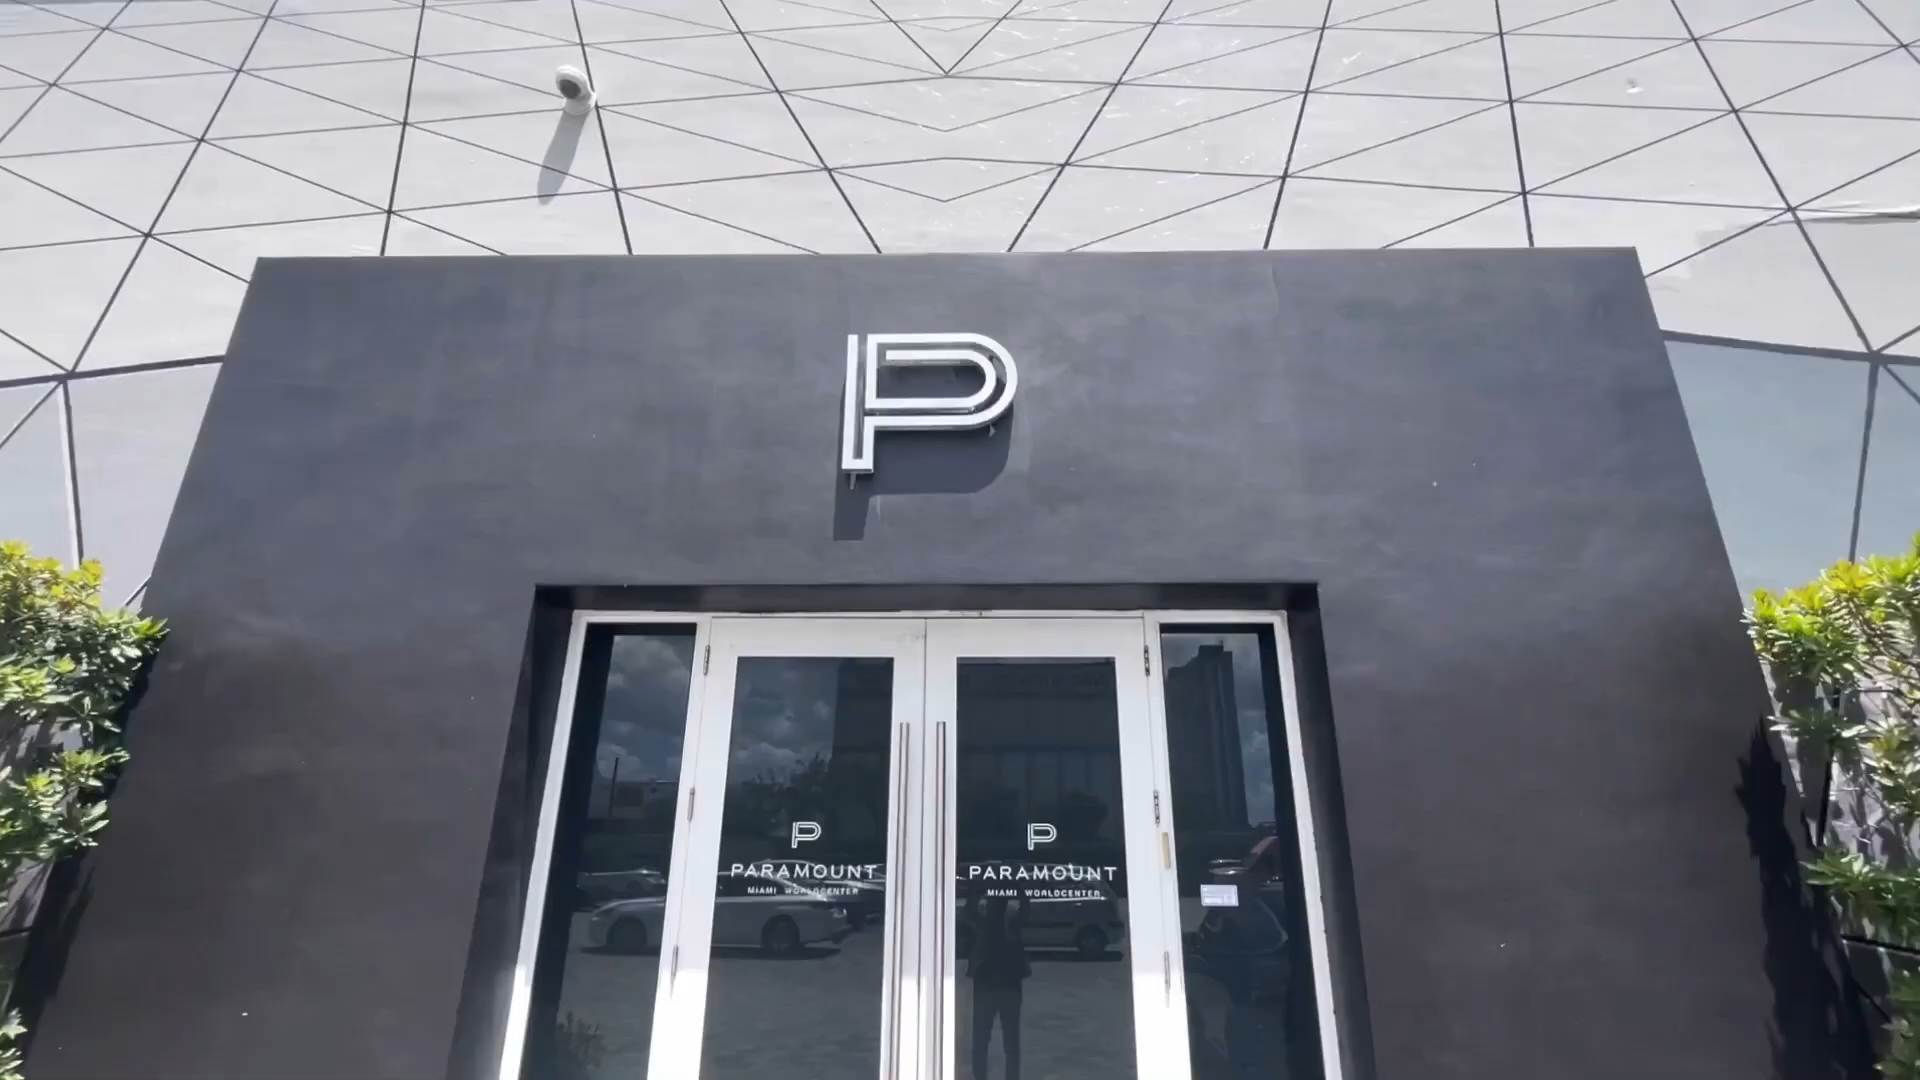 P
P
PARAMOUNT
MIAMI WORLDCENTER
P
PARAMOUNT
MIAMI WORLDCENTER